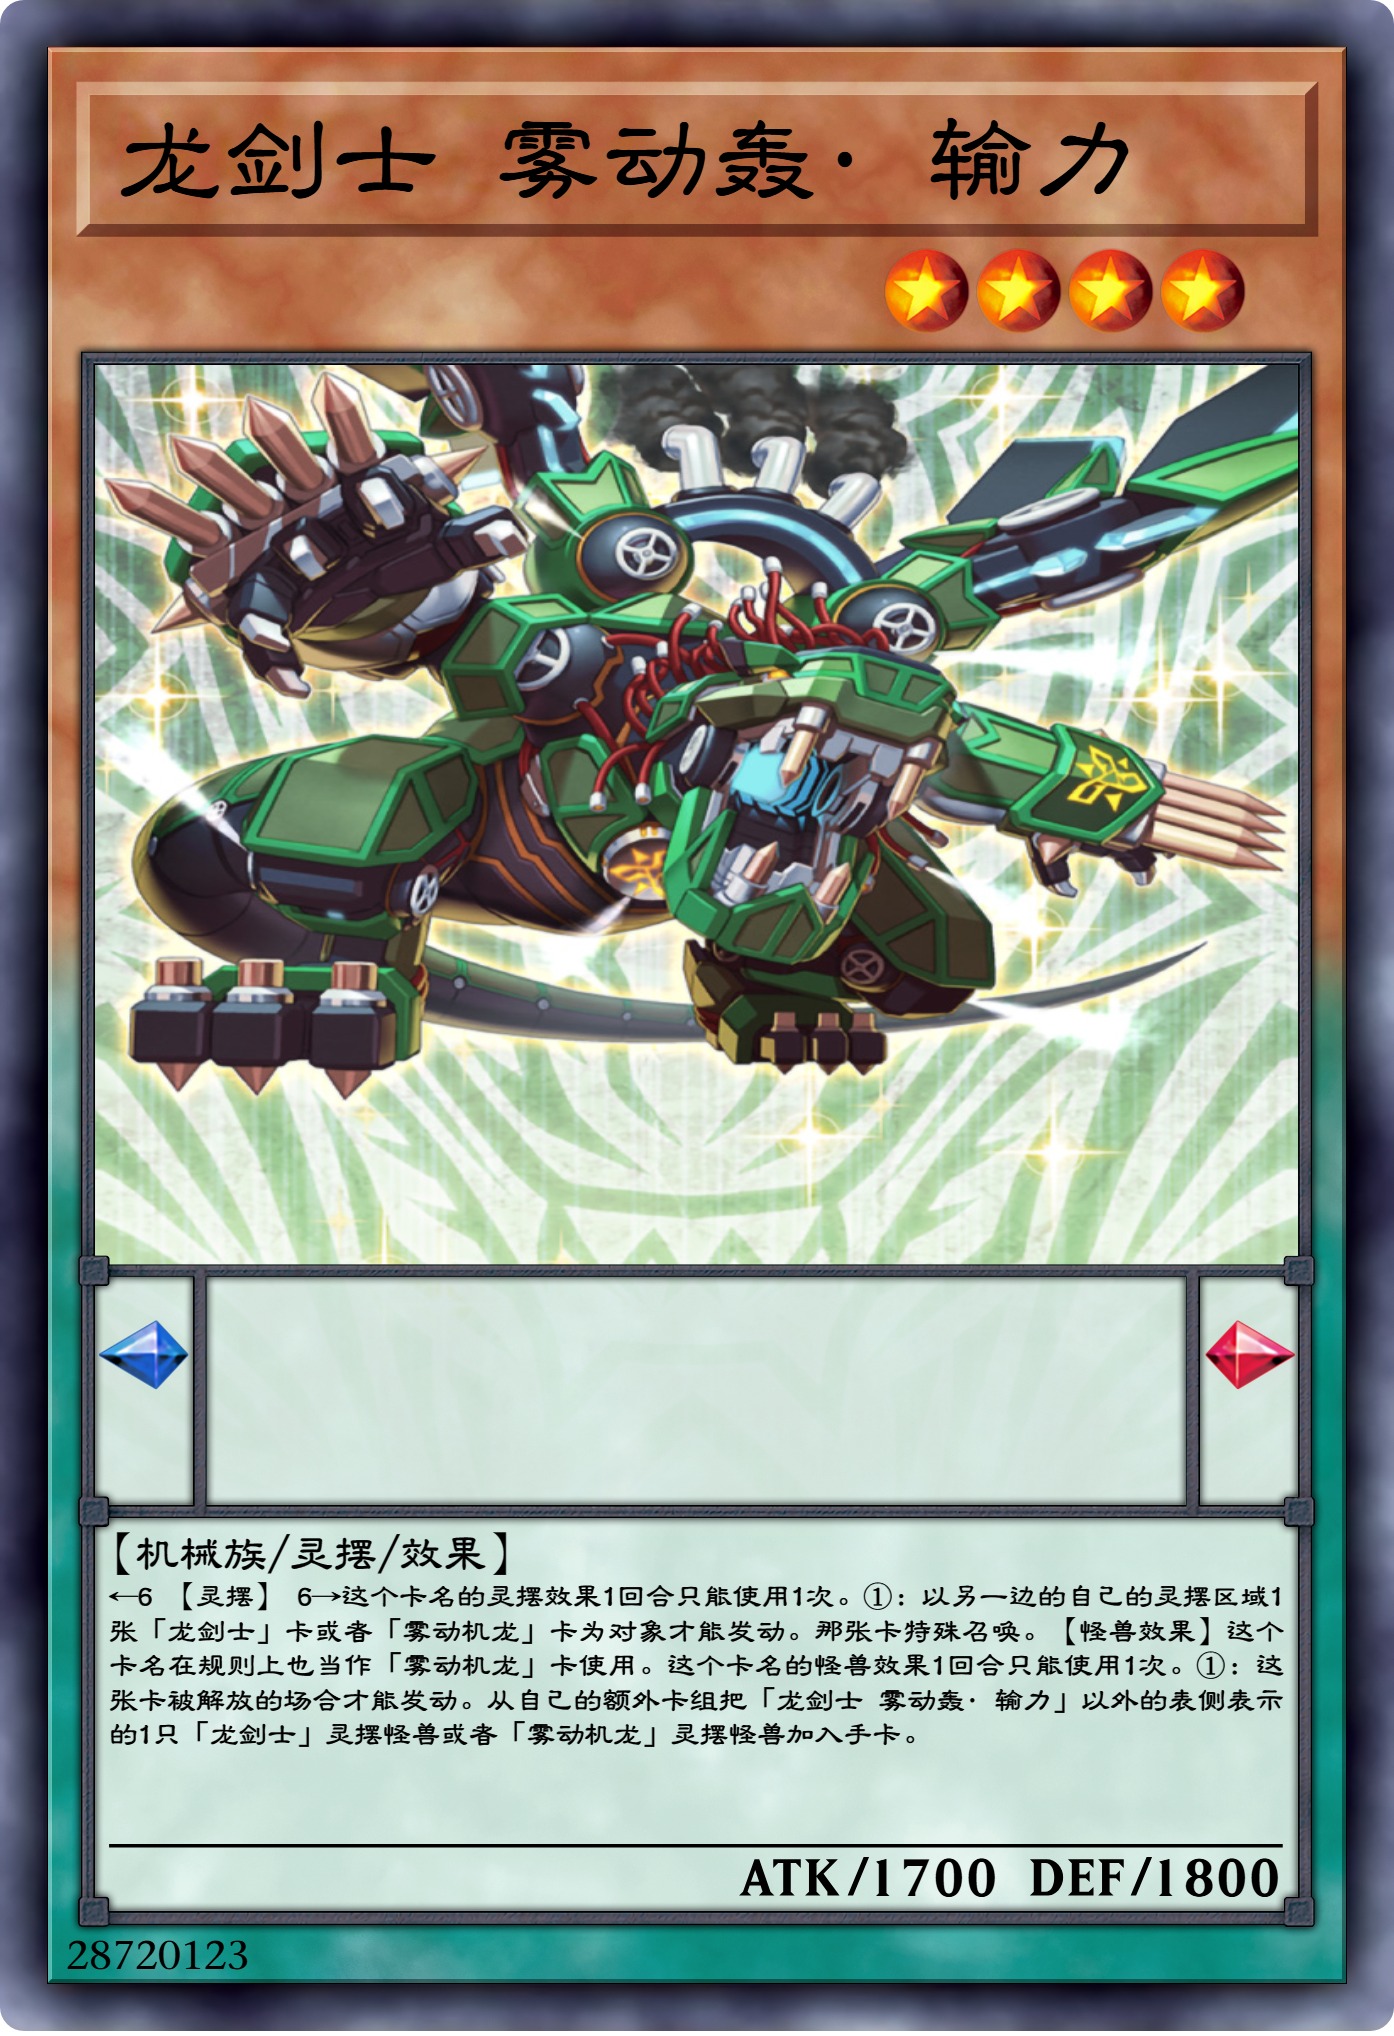 龙剑士 雾动轰·输力
【机械族/灵摆/效果】
←6 【灵摆】 6→这个卡名的灵摆效果1回合只能使用1次。①：以另一边的自己的灵摆区域1
张「龙剑士」卡或者「雾动机龙」卡为对象才能发动。那张卡特殊召唤。【怪兽效果】这个
卡名在规则上也当作「雾动机龙」卡使用。这个卡名的怪兽效果1回合只能使用1次。①：这
张卡被解放的场合才能发动。从自己的额外卡组把「龙剑士 雾动轰·输力」以外的表侧表示
的1只「龙剑士」灵摆怪兽或者「雾动机龙」灵摆怪兽加入手卡。
ATK/1700 DEF/1800
28720123